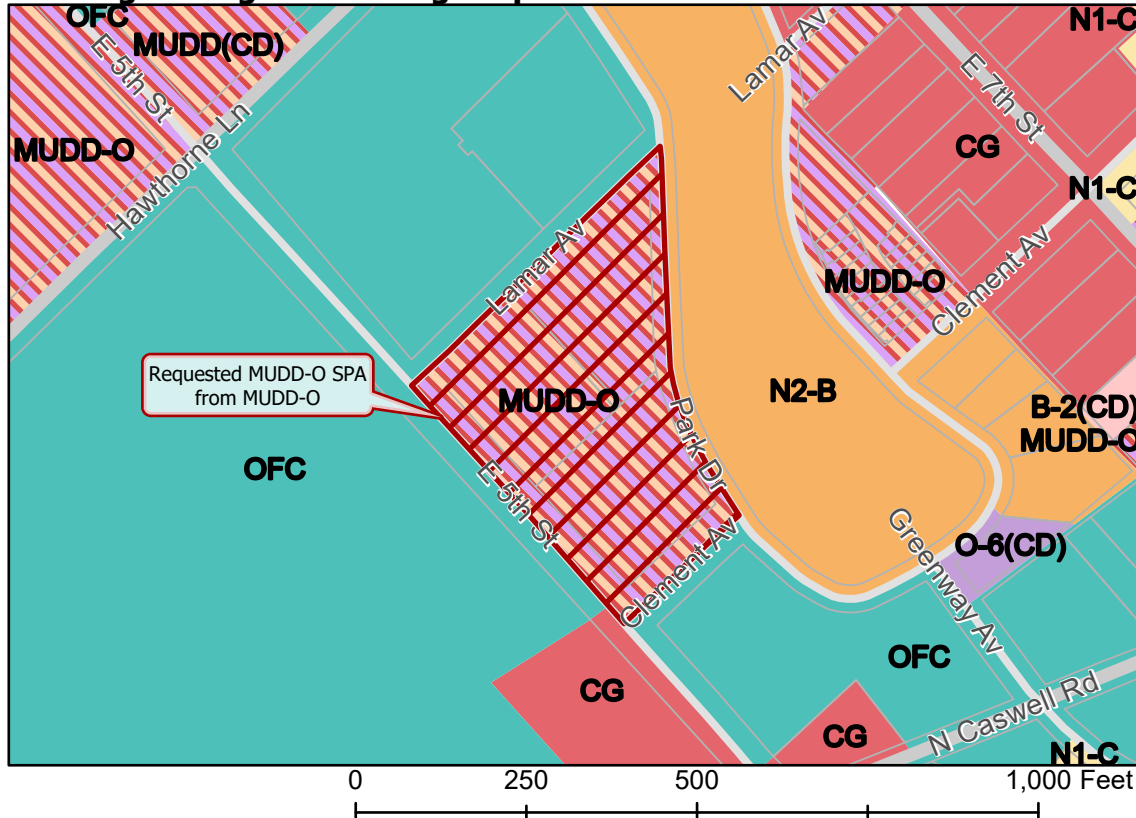 OFC
E 5th St
MUDD(CD)
MUDD-O
Hawthorne Ln
Lamar Av
N1-C
E 7th St
CG
N1-C
Lamar Av
MUDD-O
Clement Av
Requested MUDD-O SPA
from MUDD-O
MUDD-O
N2-B
Park Dr
B-2(CD)
MUDD-O
OFC
E 5th St
Clement Av
Greenway Av
O-6(CD)
OFC
CG
CG
N Caswell Rd
N1-C
0 250 500 1,000 Feet